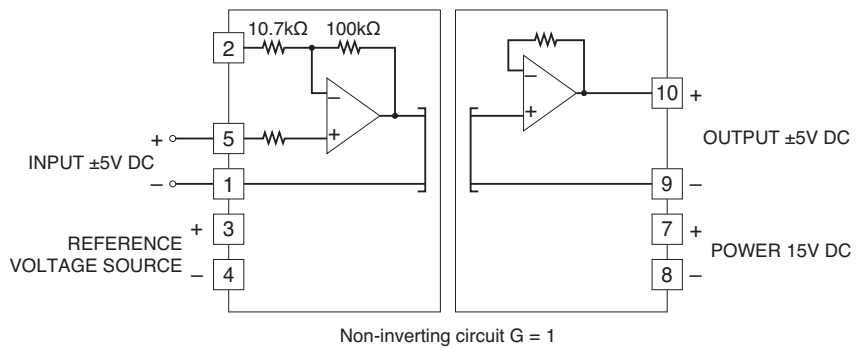 10.7kΩ 100kΩ
2
−
+
+ 5
INPUT ±5V DC
− 1
+ 3
REFERENCE
VOLTAGE SOURCE
− 4
−
+
10 +
OUTPUT ±5V DC
9 −
7 +
POWER 15V DC
8 −
Non-inverting circuit G = 1